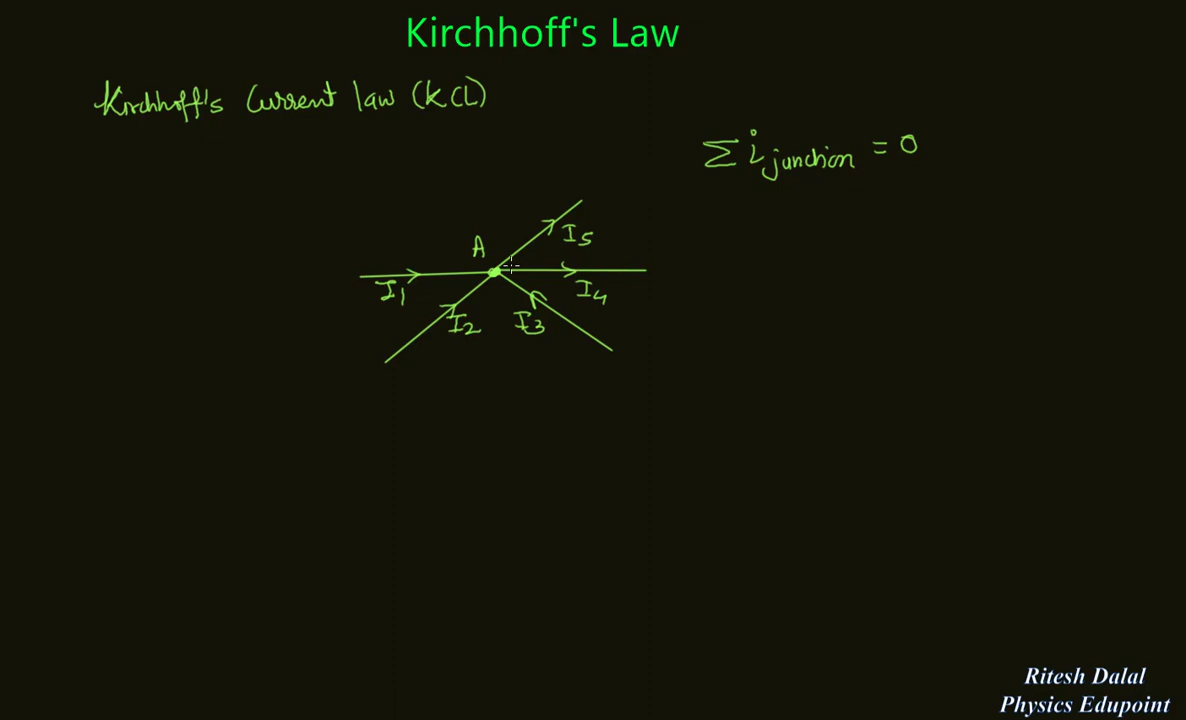 Kirchhoff's Law
Kirchhoff's Current law (KCL)
Σ i junction = 0
A
I5
I1
I4
I2
I3
Ritesh Dalal
Physics Edupoint